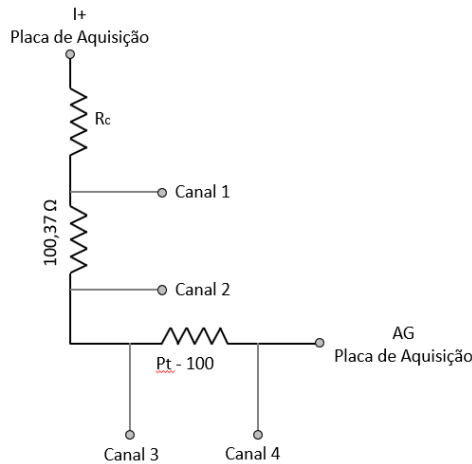 I+
Placa de Aquisição
Rc
Canal 1
100,37 Ω
Canal 2
AG
Placa de Aquisição
Pt - 100
Canal 3
Canal 4